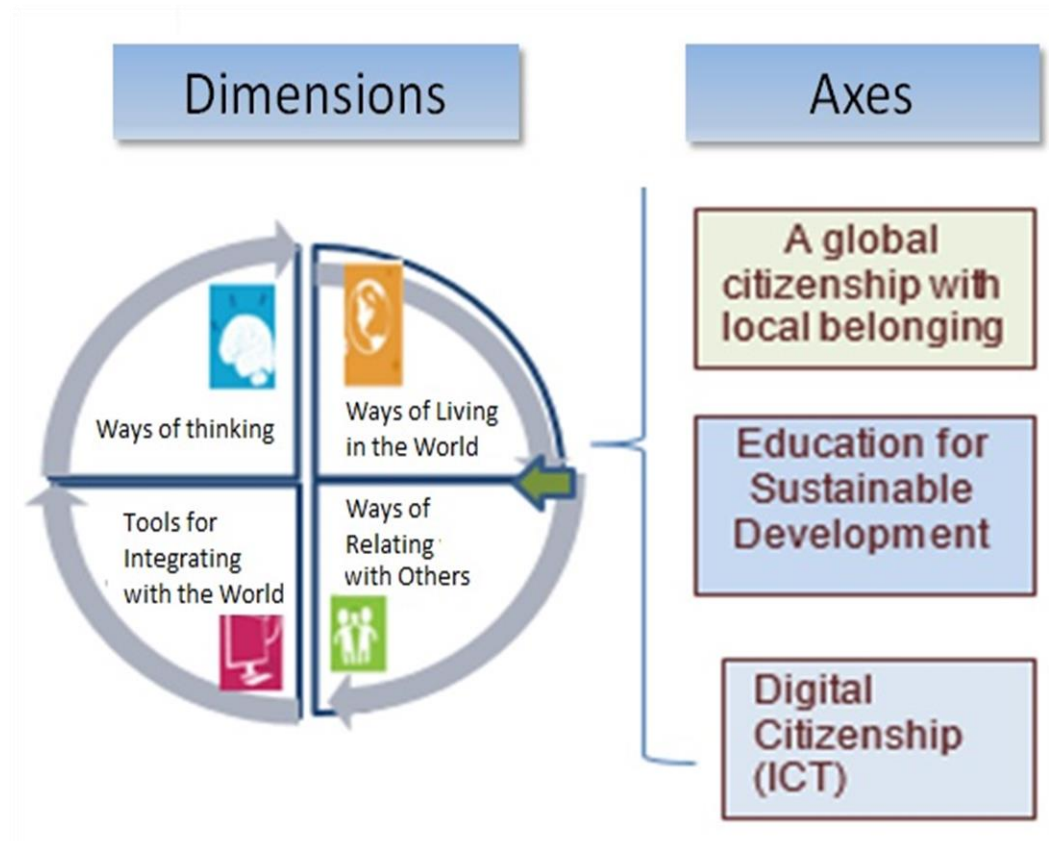 Dimensions
Axes
Ways of thinking
Ways of Living
in the World
Tools for
Integrating
with the World
Ways of
Relating
with Others
A global
citizenship with
local belonging
Education for
Sustainable
Development
Digital
Citizenship
(ICT)